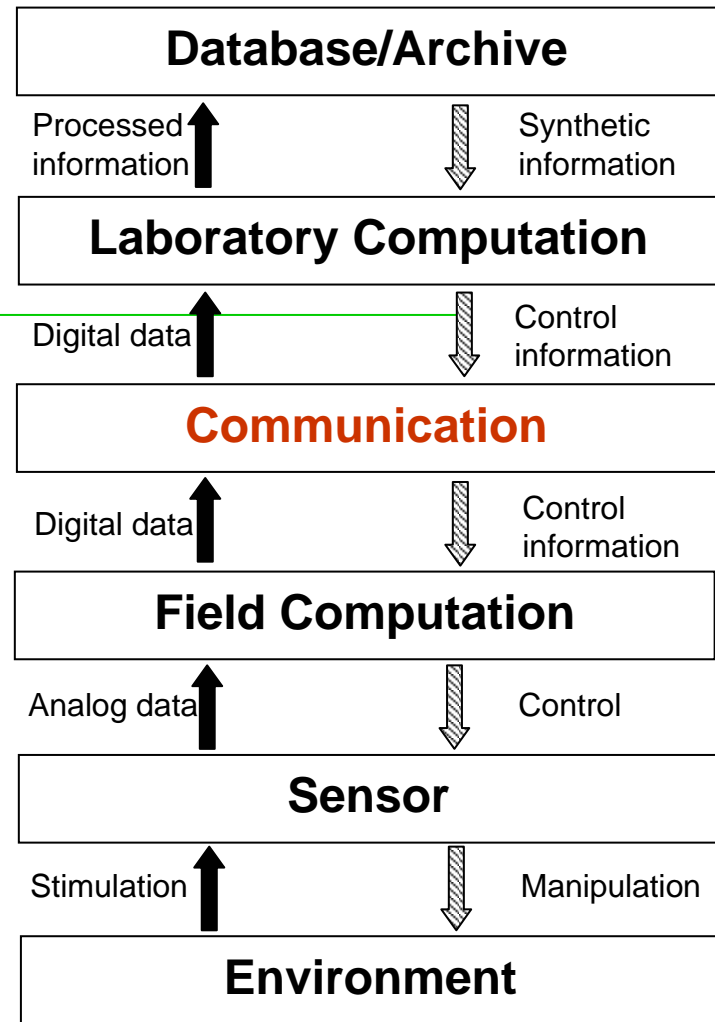 Database/Archive
Processed
information
Synthetic
information
Laboratory Computation
Digital data
Control
information
Communication
Digital data
Control
information
Field Computation
Analog data
Control
Sensor
Stimulation
Manipulation
Environment